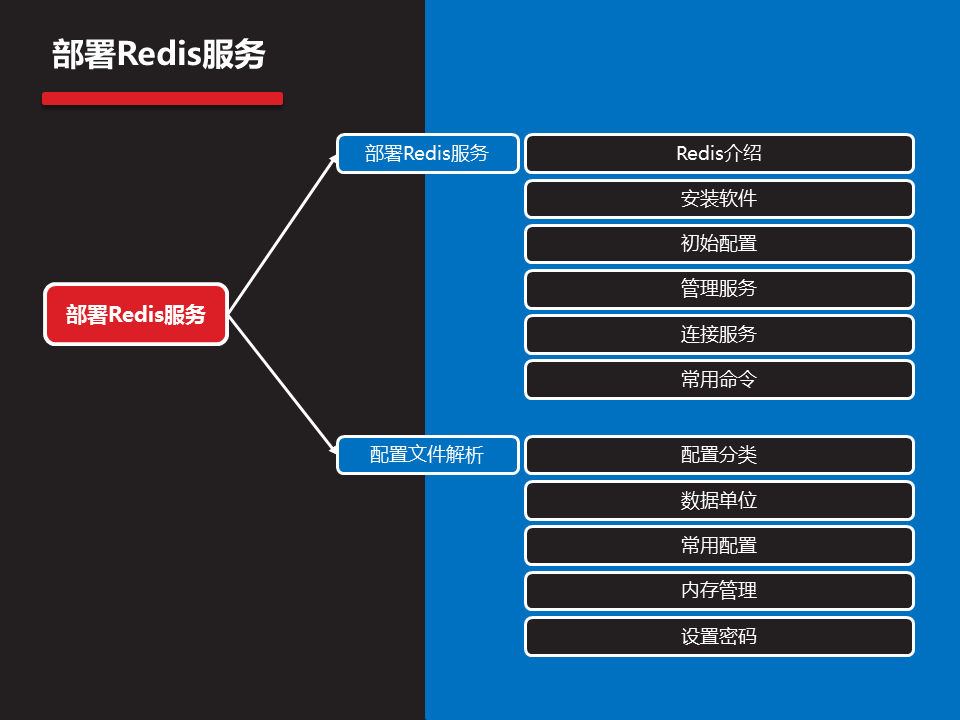 部署Redis服务
部署Redis服务
部署Redis服务
Redis介绍
安装软件
初始配置
管理服务
连接服务
常用命令
配置文件解析
配置分类
数据单位
常用配置
内存管理
设置密码